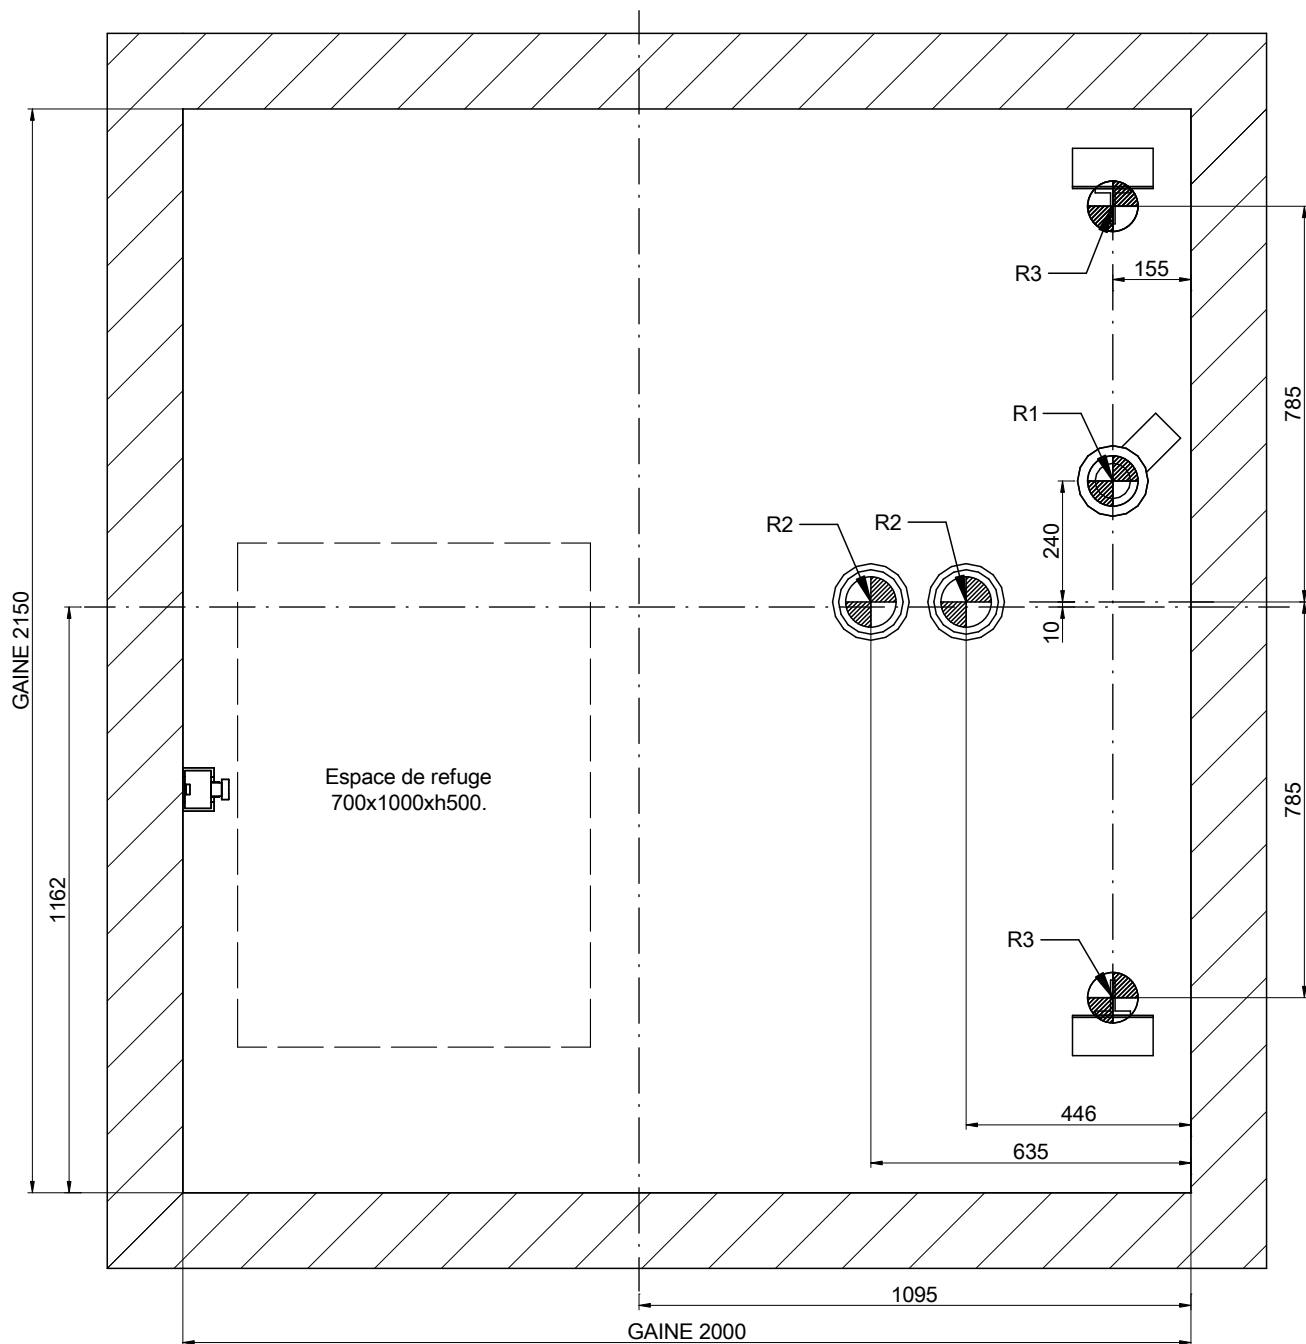 R3
155
785
R1
R2
R2
240
10
GAINE 2150
Espace de refuge
700x1000xh500.
785
1162
R3
446
635
1095
GAINE 2000